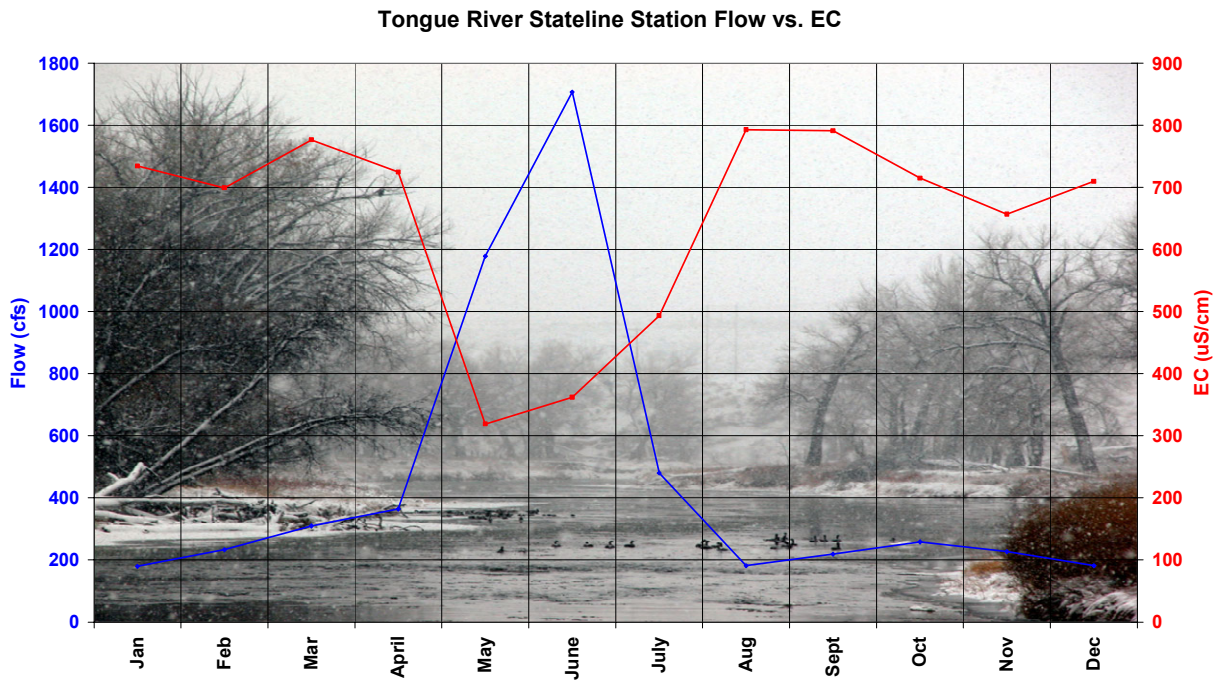 Tongue River Stateline Station Flow vs. EC
1800
1600
1400
1200
1000
800
600
400
200
0
Flow (cfs)
900
800
700
600
500
400
300
200
100
0
EC (uS/cm)
Jan
Feb
Mar
April
May
June
July
Aug
Sept
Oct
Nov
Dec